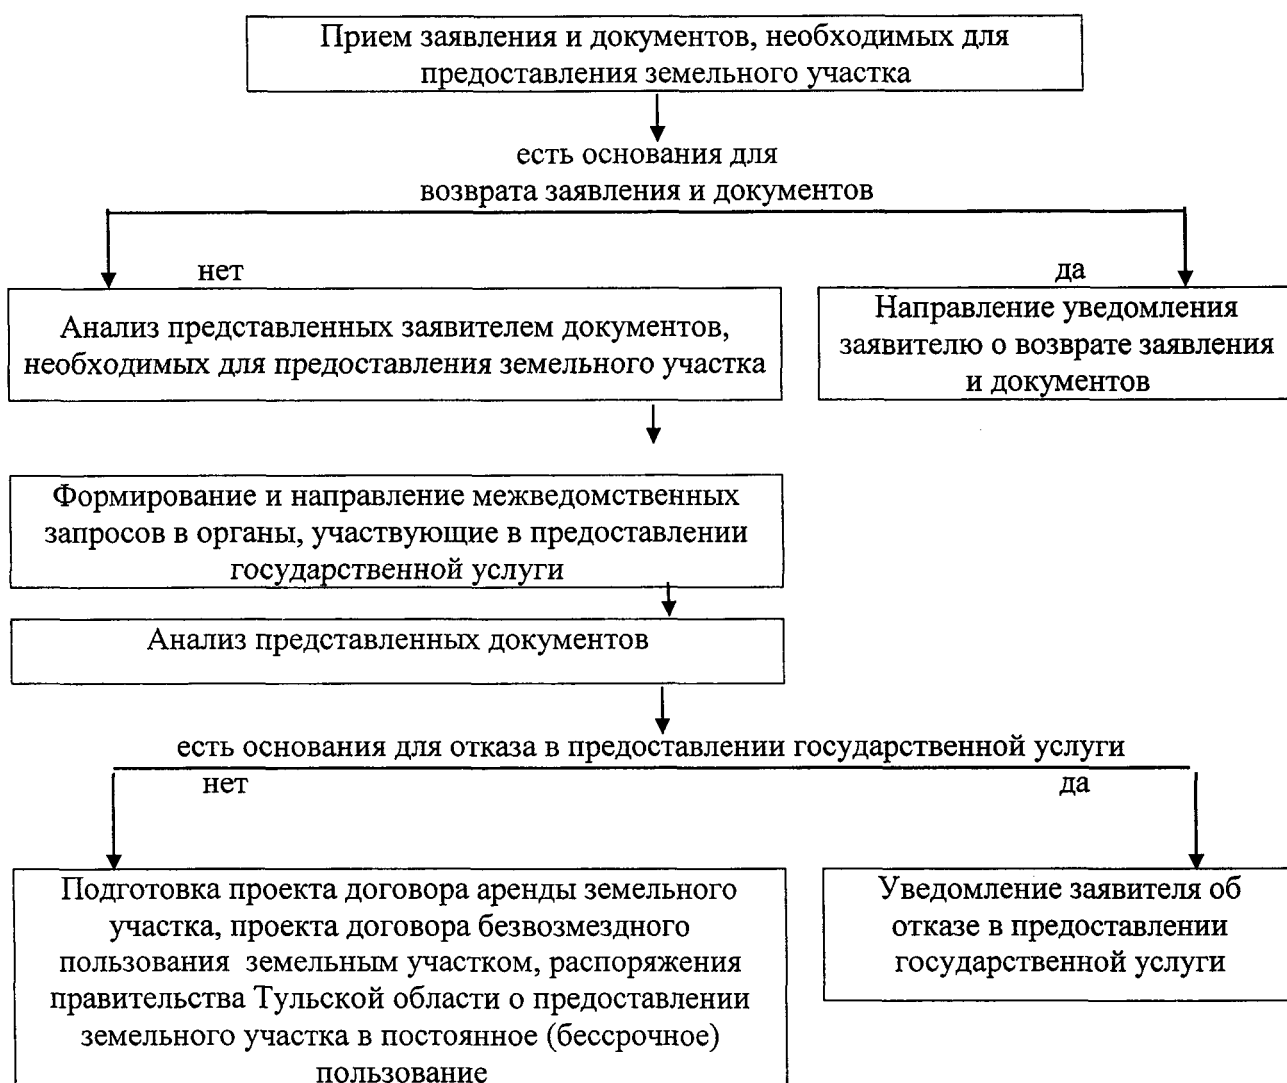 Прием заявления и документов, необходимых для
предоставления земельного участка
есть основания для
возврата заявления и документов
нет
да
Анализ представленных заявителем документов,
необходимых для предоставления земельного участка
Направление уведомления
заявителю о возврате заявления
и документов
Формирование и направление межведомственных
запросов в органы, участвующие в предоставлении
государственной услуги
Анализ представленных документов
есть основания для отказа в предоставлении государственной услуги
нет
да
Подготовка проекта договора аренды земельного
участка, проекта договора безвозмездного
пользования земельным участком, распоряжения
правительства Тульской области о предоставлении
земельного участка в постоянное (бессрочное)
пользование
Уведомление заявителя об
отказе в предоставлении
государственной услуги